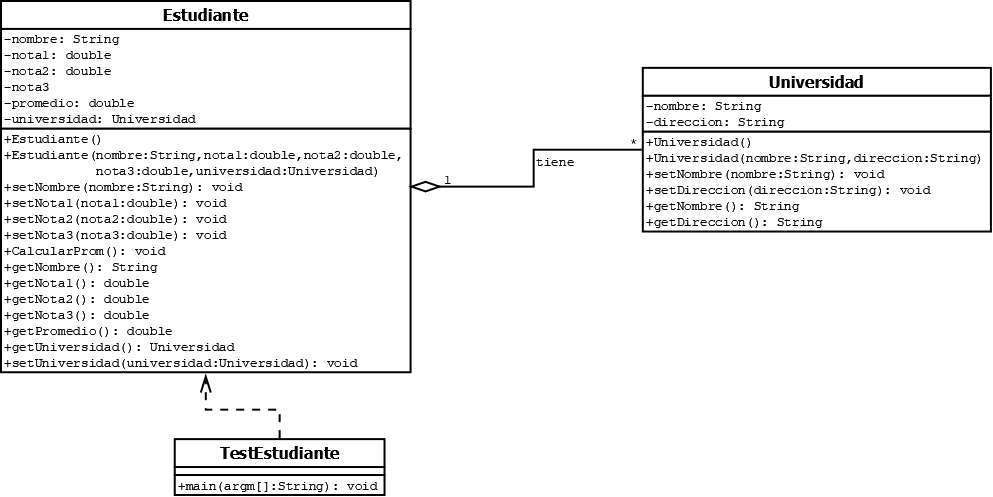 Estudiante
-nombre: String
-nota1: double
-nota2: double
-nota3
-promedio: double
-universidad: Universidad
+Estudiante()
+Estudiante(nombre:String,nota1:double,nota2:double,
nota3:double,universidad:Universidad)
+setNombre(nombre:String): void
+setNota1(nota1:double): void
+setNota2(nota2:double): void
+setNota3(nota3:double): void
+CalcularProm(): void
+getNombre(): String
+getNota1(): double
+getNota2(): double
+getNota3(): double
+getPromedio(): double
+getUniversidad(): Universidad
+setUniversidad(universidad:Universidad): void
1
tiene
*
Universidad
-nombre: String
-direccion: String
+Universidad()
+Universidad(nombre:String,direccion:String)
+setNombre(nombre:String): void
+setDireccion(direccion:String): void
+getNombre(): String
+getDireccion(): String
TestEstudiante
+main(argm[]:String): void